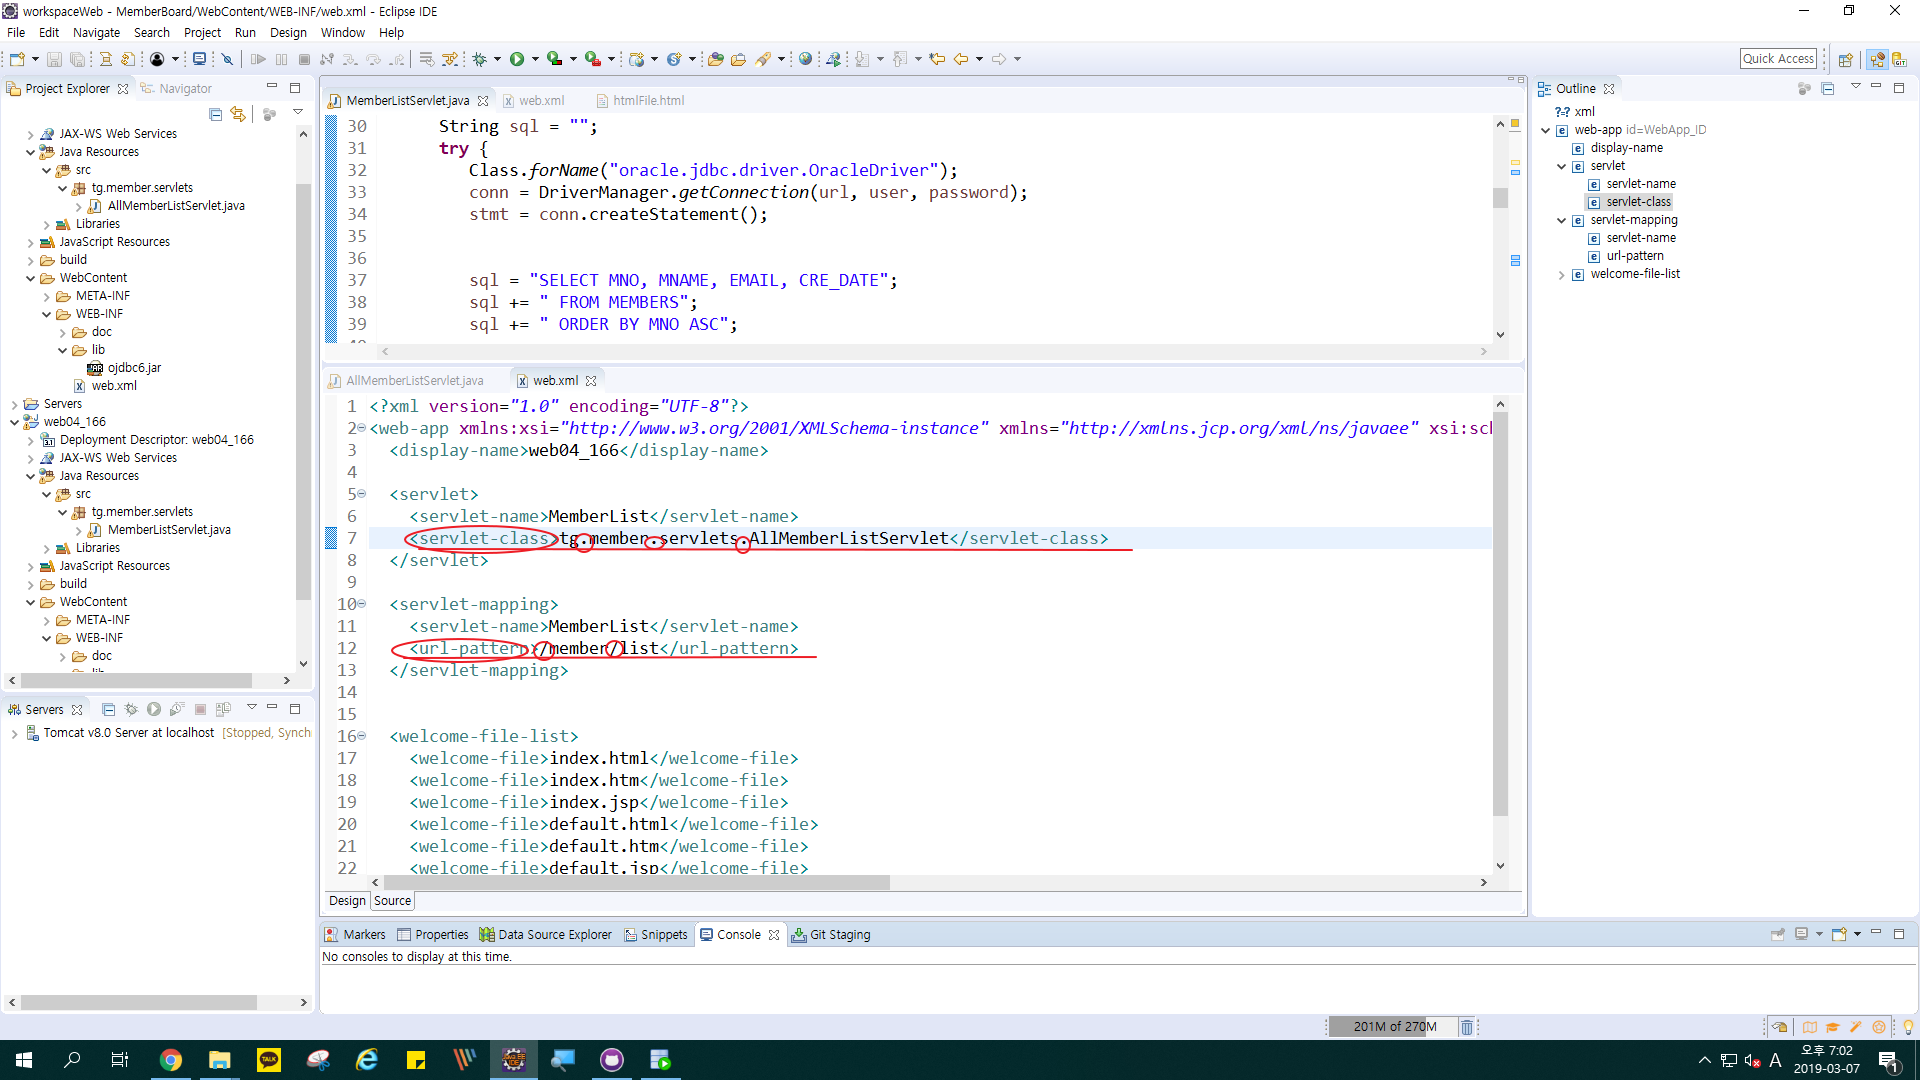 workspaceWeb - MemberBoard/WebContent/WEB-INF/web.xml - Eclipse IDE
File Edit Navigate Search Project Run Design Window Help
Quick Access
Project Explorer
Navigator
JAX-WS Web Services
Java Resources
src
tg.member.servlets
AllMemberListServlet.java
Libraries
JavaScript Resources
build
WebContent
META-INF
WEB-INF
doc
lib
ojdbc6.jar
web.xml
Servers
web04_166
Deployment Descriptor: web04_166
JAX-WS Web Services
Java Resources
src
tg.member.servlets
MemberListServlet.java
Libraries
JavaScript Resources
build
WebContent
META-INF
WEB-INF
doc
lib
Servers
Tomcat v8.0 Server at localhost [Stopped, Synch
MemberListServlet.java web.xml htmlFile.html
30 String sql = "";
31 try {
32 Class.forName("oracle.jdbc.driver.OracleDriver");
33 conn = DriverManager.getConnection(url, user, password);
34 stmt = conn.createStatement();
35
36
37 sql = "SELECT MNO, MNAME, EMAIL, CRE_DATE";
38 sql += " FROM MEMBERS";
39 sql += " ORDER BY MNO ASC";
AllMemberListServlet.java web.xml
1 <?xml version="1.0" encoding="UTF-8"?>
2 <web-app xmlns:xsi="http://www.w3.org/2001/XMLSchema-instance" xmlns="http://xmlns.jcp.org/xml/ns/javaee" xsi:sch
3 <display-name>web04_166</display-name>
4
5 <servlet>
6 <servlet-name>MemberList</servlet-name>
7 <servlet-class>tg.member.servlets.AllMemberListServlet</servlet-class>
8 </servlet>
9
10 <servlet-mapping>
11 <servlet-name>MemberList</servlet-name>
12 <url-pattern>/member/list</url-pattern>
13 </servlet-mapping>
14
15
16 <welcome-file-list>
17 <welcome-file>index.html</welcome-file>
18 <welcome-file>index.htm</welcome-file>
19 <welcome-file>index.jsp</welcome-file>
20 <welcome-file>default.html</welcome-file>
21 <welcome-file>default.htm</welcome-file>
22 <welcome-file>default.jsp</welcome-file>
Design Source
Markers Properties Data Source Explorer Snippets Console Git Staging
No consoles to display at this time.
Outline
?=? xml
web-app id=WebApp_ID
display-name
servlet
servlet-name
servlet-class
servlet-mapping
servlet-name
url-pattern
welcome-file-list
201M of 270M
TALK
A
오후 7:02
2019-03-07
1